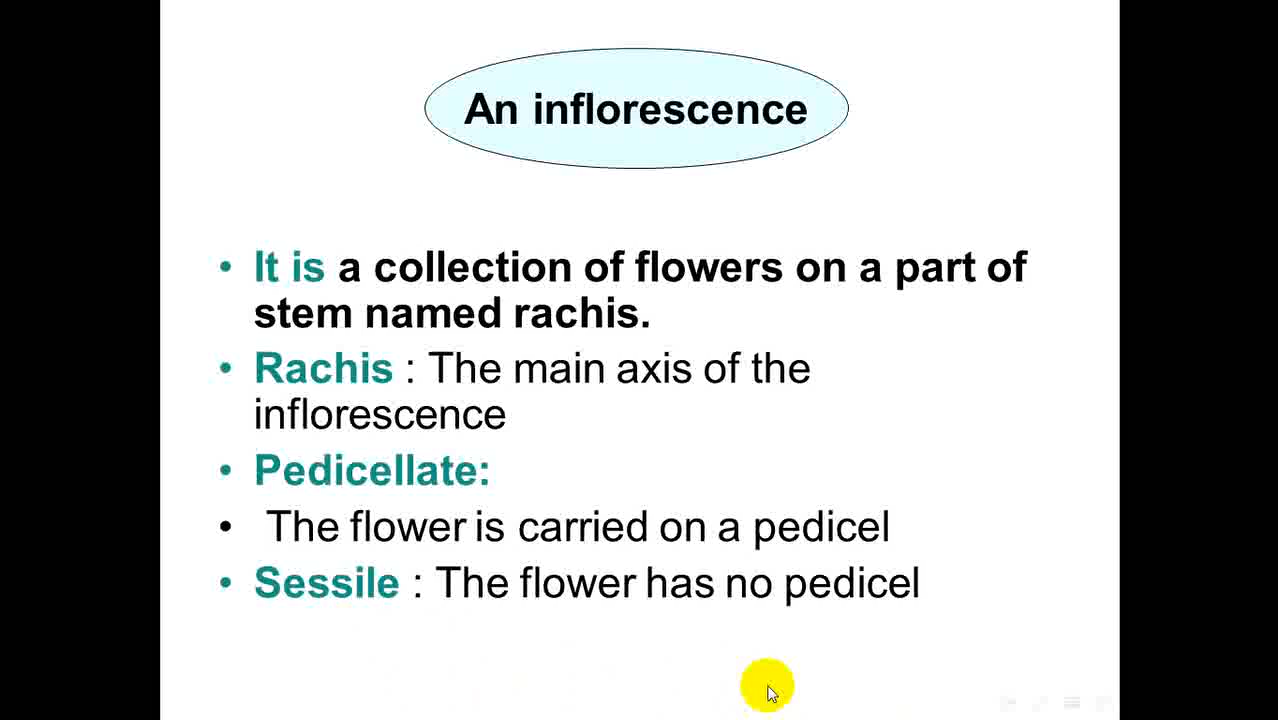 An inflorescence
• It is a collection of flowers on a part of
stem named rachis.
• Rachis : The main axis of the
inflorescence
• Pedicellate:
• The flower is carried on a pedicel
• Sessile : The flower has no pedicel